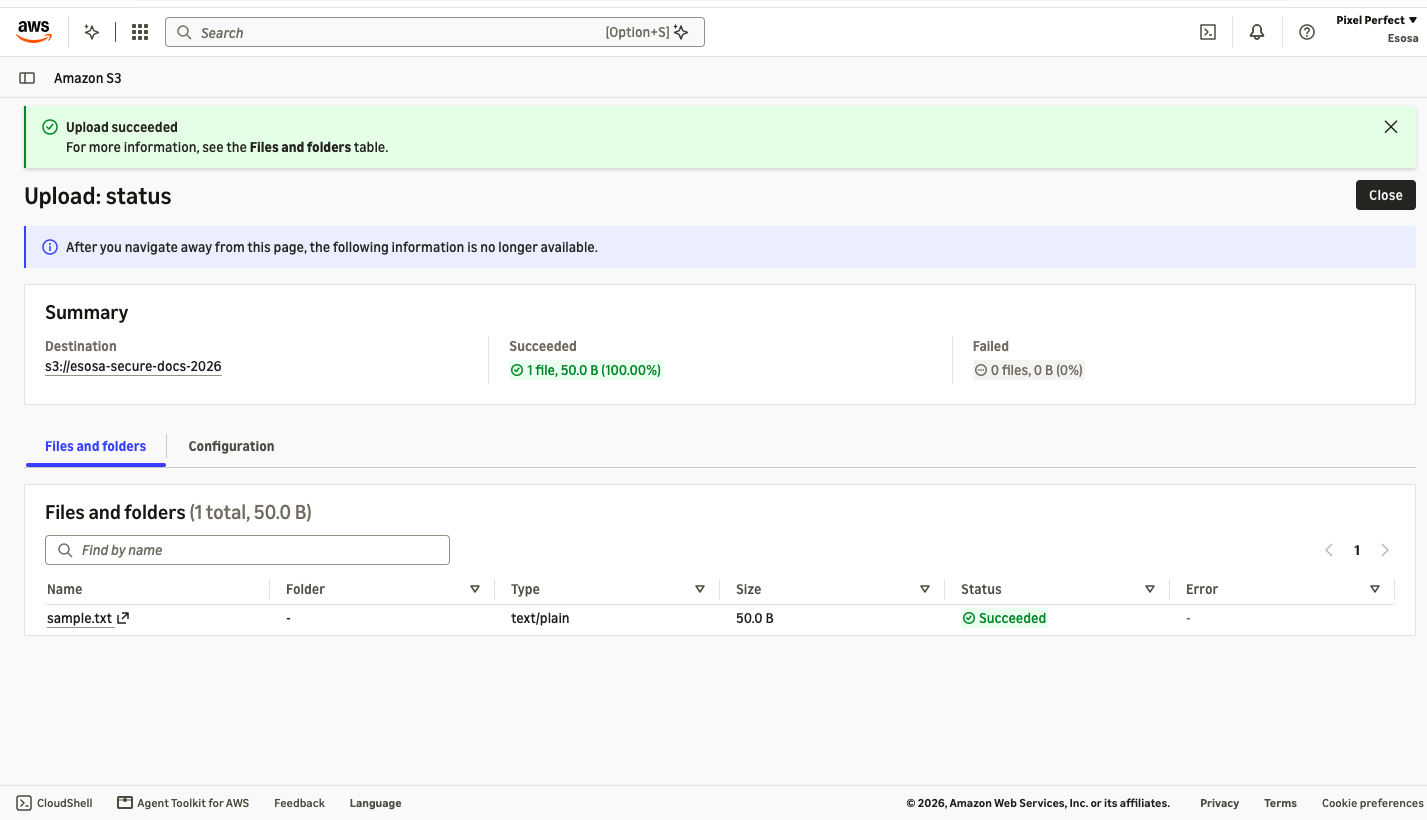 aws
Search [Option+S]
Pixel Perfect
Esosa
Amazon S3
Upload succeeded
For more information, see the Files and folders table.
Upload: status
Close
After you navigate away from this page, the following information is no longer available.
Summary
Destination
s3://esosa-secure-docs-2026
Succeeded
1 file, 50.0 B (100.00%)
Failed
0 files, 0 B (0%)
Files and folders Configuration
Files and folders (1 total, 50.0 B)
Find by name
1
Name Folder Type Size Status Error
sample.txt - text/plain 50.0 B Succeeded -
CloudShell Agent Toolkit for AWS Feedback Language © 2026, Amazon Web Services, Inc. or its affiliates. Privacy Terms Cookie preferences